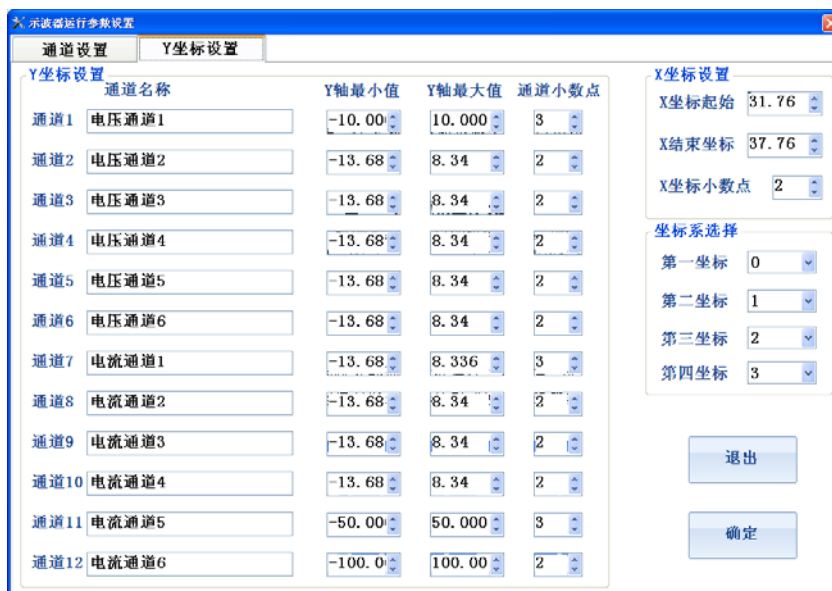 示波器运行参数设置
通道设置 Y坐标设置
Y坐标设置
通道名称 Y轴最小值 Y轴最大值 通道小数点
通道1 电压通道1 -10.00 10.000 3
通道2 电压通道2 -13.68 8.34 2
通道3 电压通道3 -13.68 8.34 2
通道4 电压通道4 -13.68 8.34 2
通道5 电压通道5 -13.68 8.34 2
通道6 电压通道6 -13.68 8.34 2
通道7 电流通道1 -13.68 8.336 3
通道8 电流通道2 -13.68 8.34 2
通道9 电流通道3 -13.68 8.34 2
通道10 电流通道4 -13.68 8.34 2
通道11 电流通道5 -50.00 50.000 3
通道12 电流通道6 -100.0 100.00 2
X坐标设置
X坐标起始 31.76
X结束坐标 37.76
X坐标小数点 2
坐标系选择
第一坐标 0
第二坐标 1
第三坐标 2
第四坐标 3
退出
确定